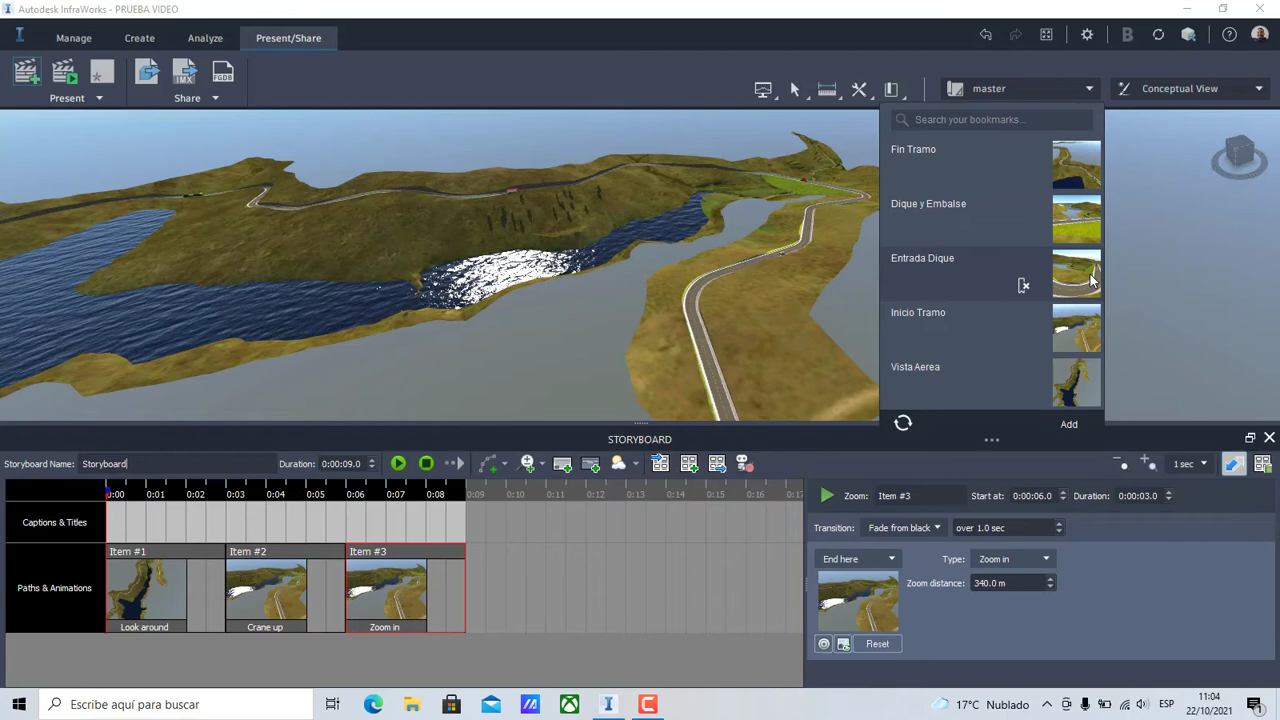 Autodesk InfraWorks - PRUEBA VIDEO
Manage
Create
Analyze
Present/Share
IMX
FGDB
Present
Share
master
Conceptual View
Search your bookmarks...
Fin Tramo
Dique y Embalse
Entrada Dique
Inicio Tramo
Vista Aerea
Add
STORYBOARD
Storyboard Name: Storyboard
Duration: 0:00:09.0
1 sec
0:00 0:01 0:02 0:03 0:04 0:05 0:06 0:07 0:08 0:09 0:10 0:11 0:12 0:13 0:14 0:15 0:16 0:17
Captions & Titles
Item #1
Item #2
Item #3
Paths & Animations
Look around
Crane up
Zoom in
Zoom: Item #3
Start at: 0:00:06.0
Duration: 0:00:03.0
Transition: Fade from black
over 1.0 sec
End here
Type: Zoom in
Zoom distance: 340.0 m
Reset
Escribe aquí para buscar
17°C Nublado
ESP
11:04
22/10/2021
1